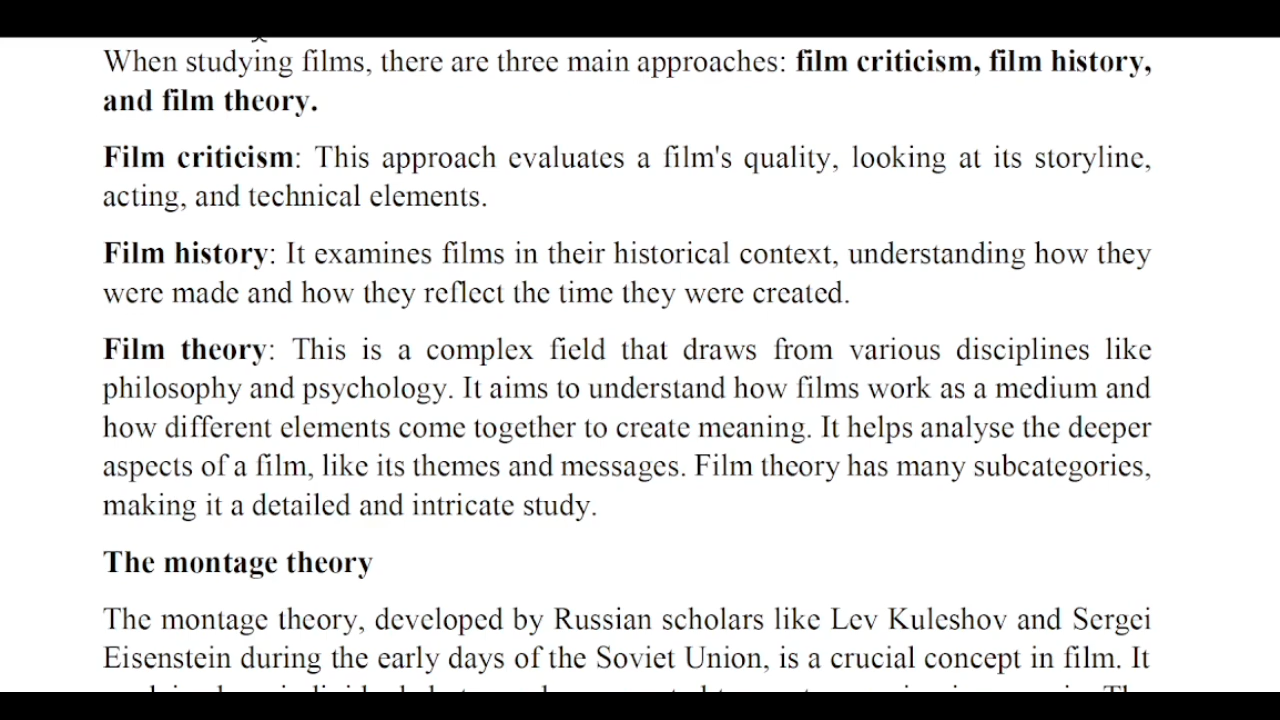 When studying films, there are three main approaches: film criticism, film history,
and film theory.
Film criticism: This approach evaluates a film's quality, looking at its storyline,
acting, and technical elements.
Film history: It examines films in their historical context, understanding how they
were made and how they reflect the time they were created.
Film theory: This is a complex field that draws from various disciplines like
philosophy and psychology. It aims to understand how films work as a medium and
how different elements come together to create meaning. It helps analyse the deeper
aspects of a film, like its themes and messages. Film theory has many subcategories,
making it a detailed and intricate study.
The montage theory
The montage theory, developed by Russian scholars like Lev Kuleshov and Sergei
Eisenstein during the early days of the Soviet Union, is a crucial concept in film. It